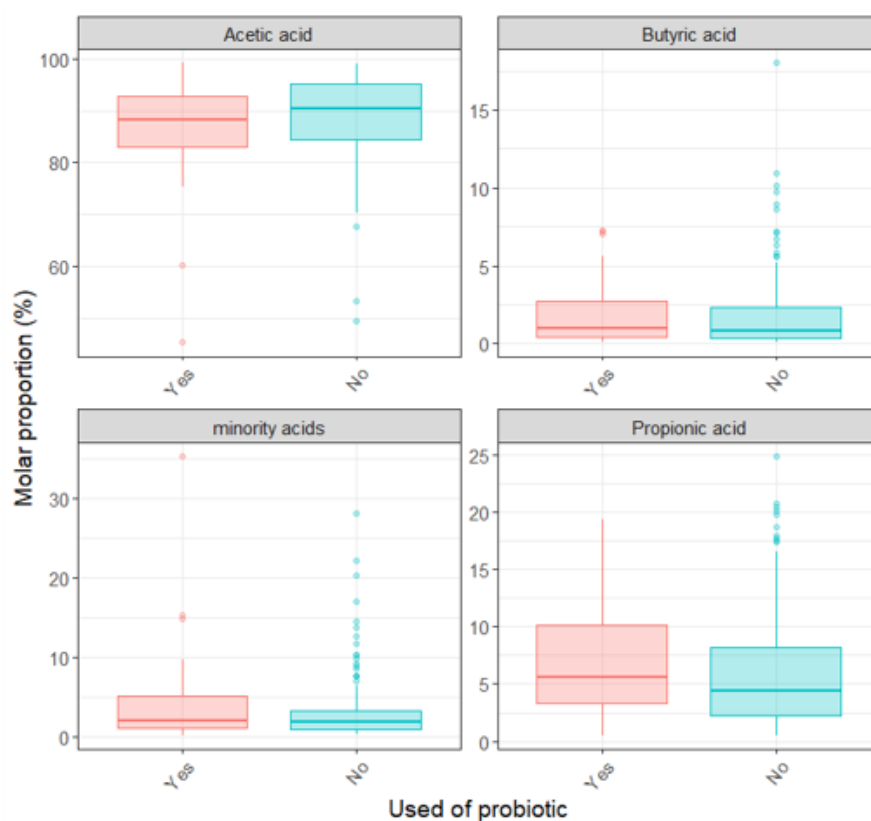 Acetic acid
Butyric acid
100
80
60
15
10
5
0
Yes
No
Yes
No
Molar proportion (%)
minority acids
Propionic acid
30
20
10
0
25
20
15
10
5
0
Yes
No
Yes
No
Used of probiotic